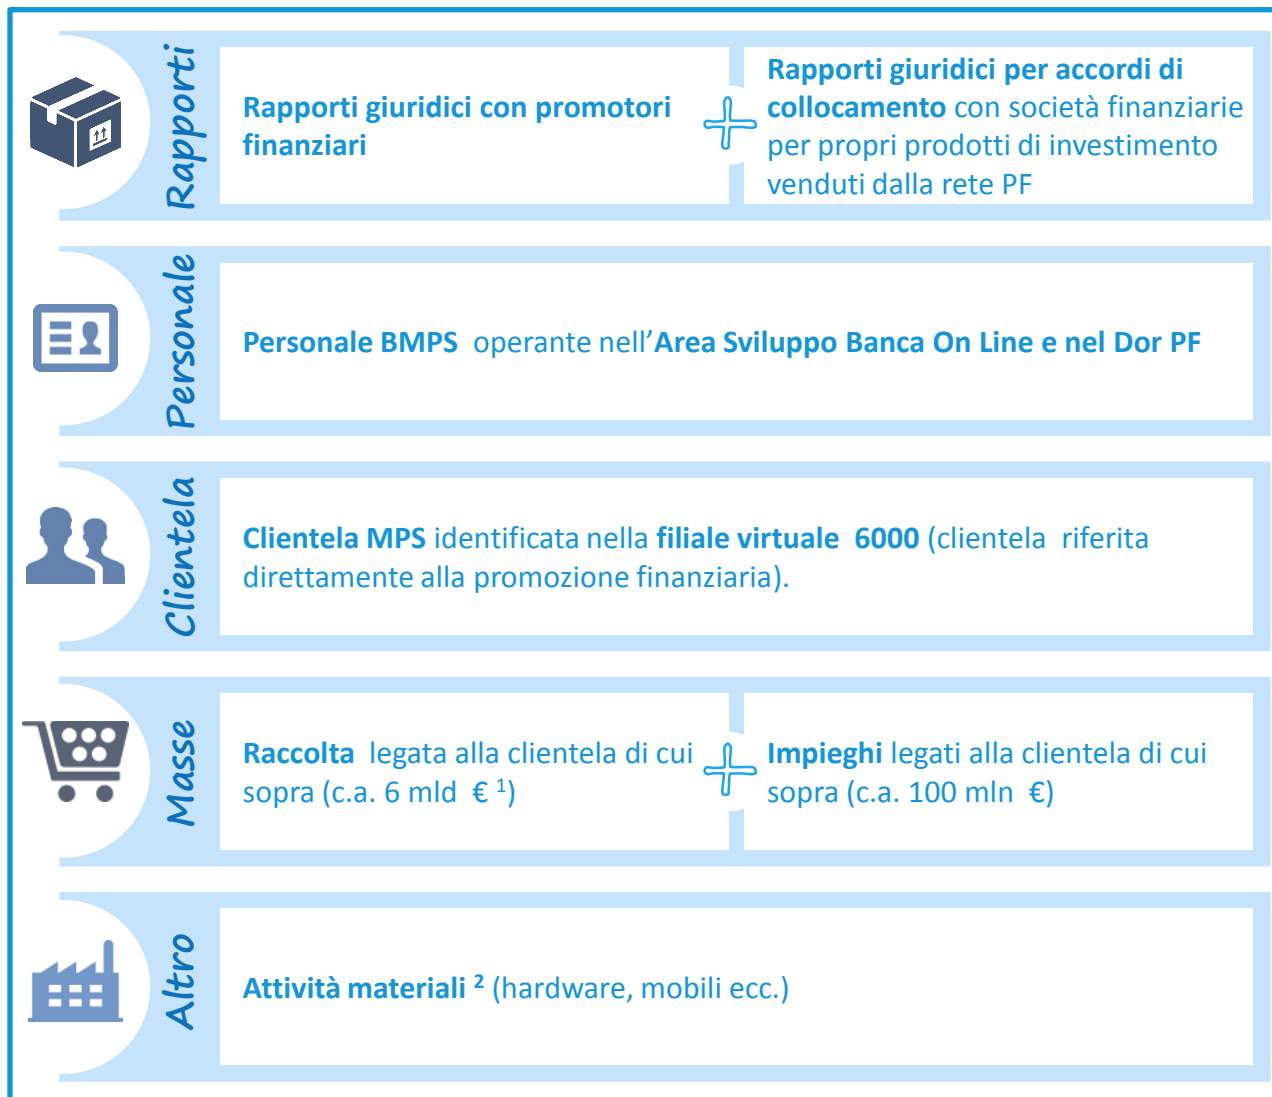 Rapporti
Rapporti giuridici con promotori
finanziari
Rapporti giuridici per accordi di
collocamento con società finanziarie
per propri prodotti di investimento
venduti dalla rete PF
Personale
Personale BMPS operante nell’Area Sviluppo Banca On Line e nel Dor PF
Clientela
Clientela MPS identificata nella filiale virtuale 6000 (clientela riferita
direttamente alla promozione finanziaria).
Masse
Raccolta legata alla clientela di cui
sopra (c.a. 6 mld € ¹)
Impieghi legati alla clientela di cui
sopra (c.a. 100 mln €)
Altro
Attività materiali ² (hardware, mobili ecc.)